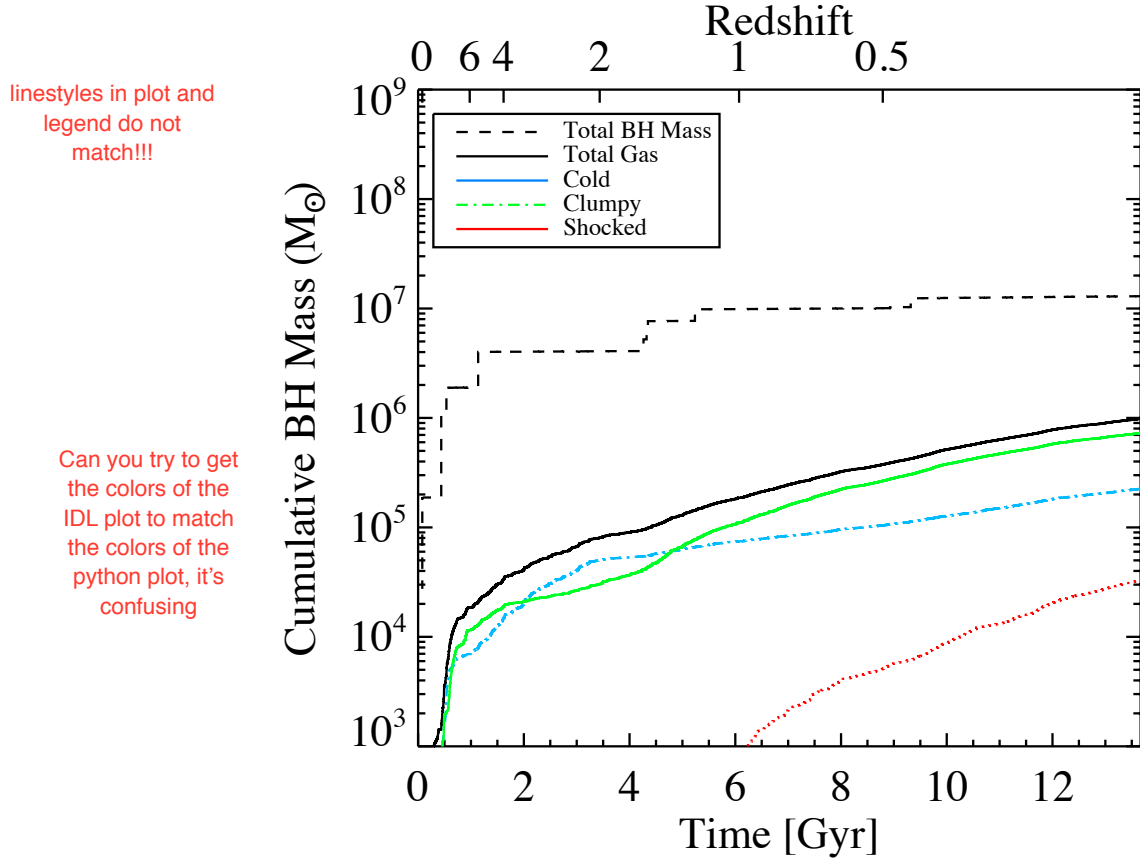 Redshift
0 6 4 2 1 0.5
linestyles in plot and
legend do not
match!!!
10⁹
Total BH Mass
Total Gas
Cold
Clumpy
Shocked
10⁸
10⁷
10⁶
10⁵
10⁴
10³
Cumulative BH Mass (M☉)
Can you try to get
the colors of the
IDL plot to match
the colors of the
python plot, it's
confusing
0 2 4 6 8 10 12
Time [Gyr]